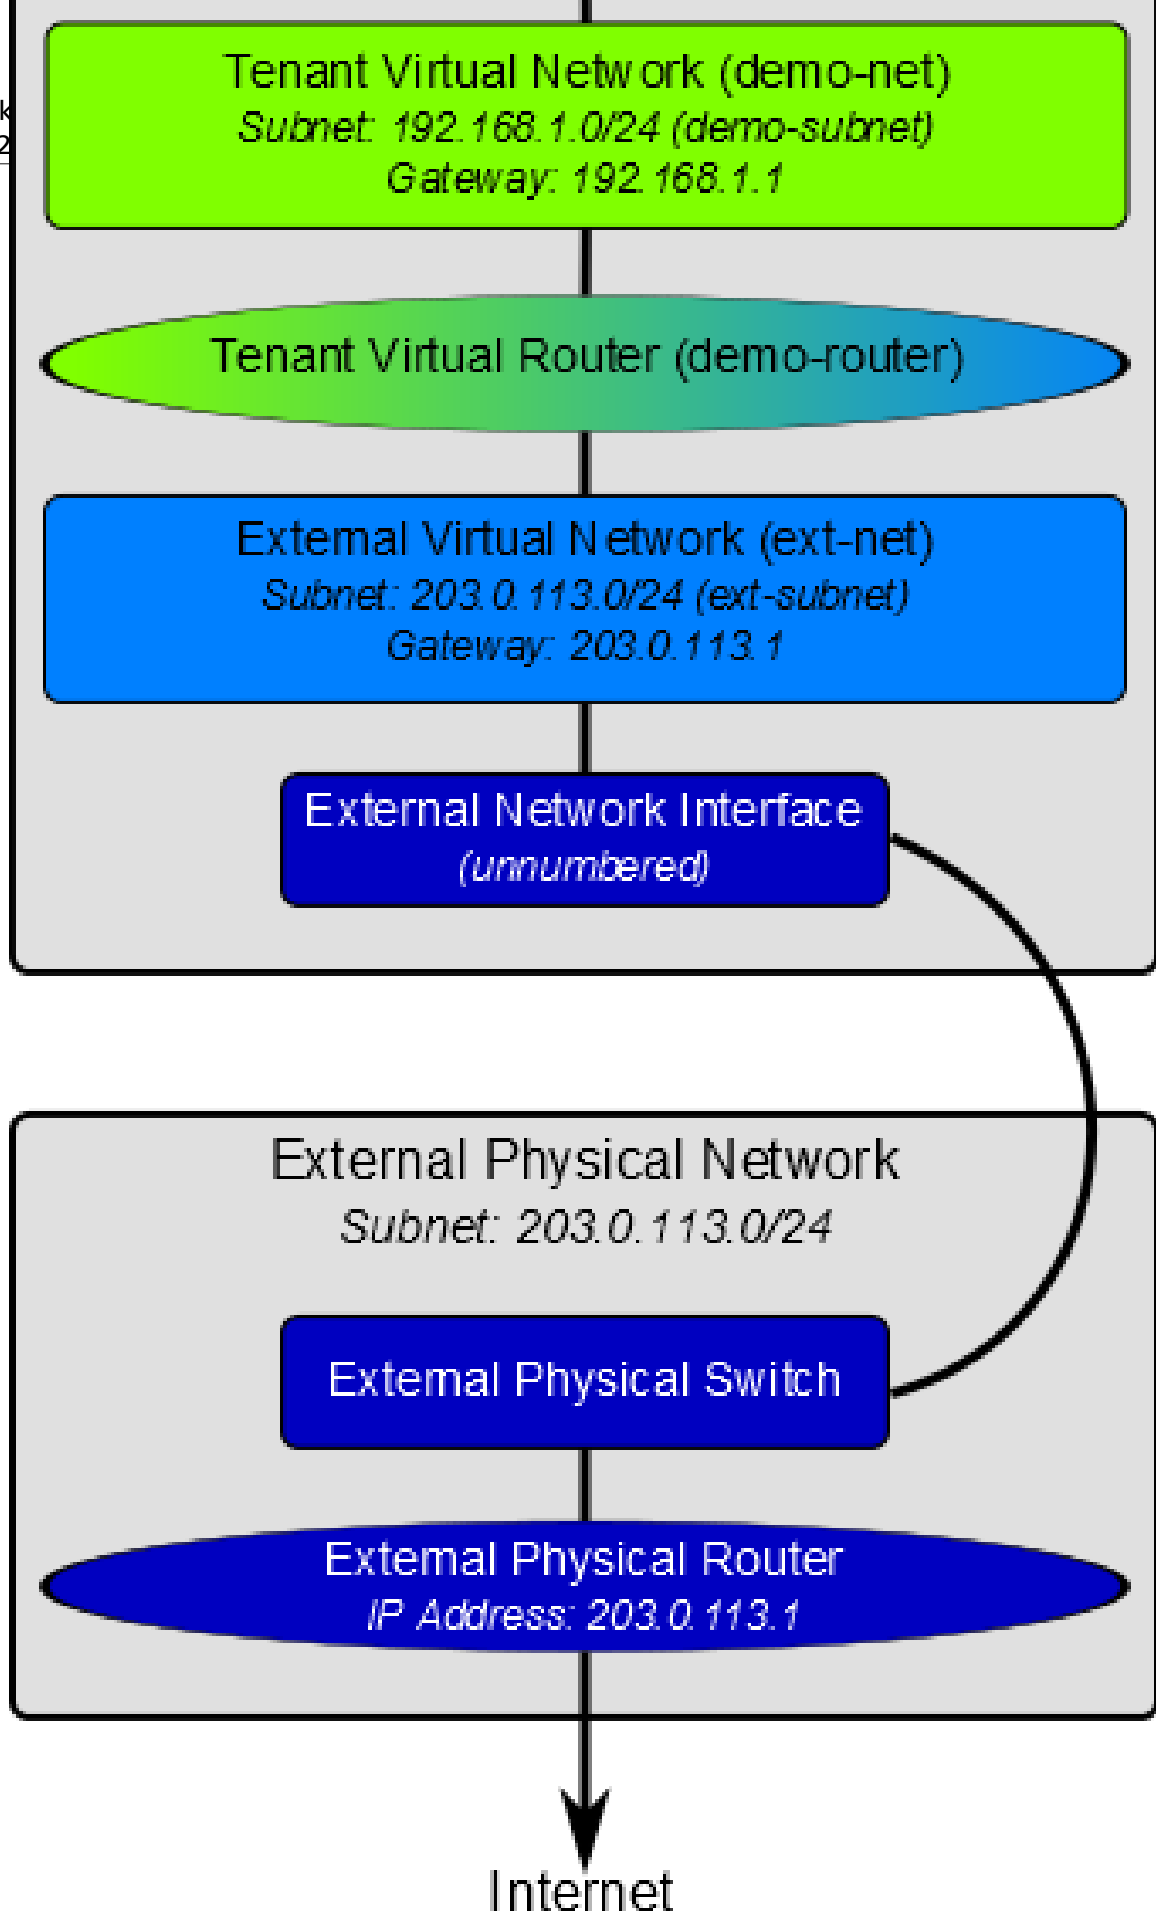 Tenant Virtual Network (demo-net)
Subnet: 192.168.1.0/24 (demo-subnet)
Gateway: 192.168.1.1
k
2
Tenant Virtual Router (demo-router)
External Virtual Network (ext-net)
Subnet: 203.0.113.0/24 (ext-subnet)
Gateway: 203.0.113.1
External Network Interface
(unnumbered)
External Physical Network
Subnet: 203.0.113.0/24
External Physical Switch
External Physical Router
IP Address: 203.0.113.1
Internet